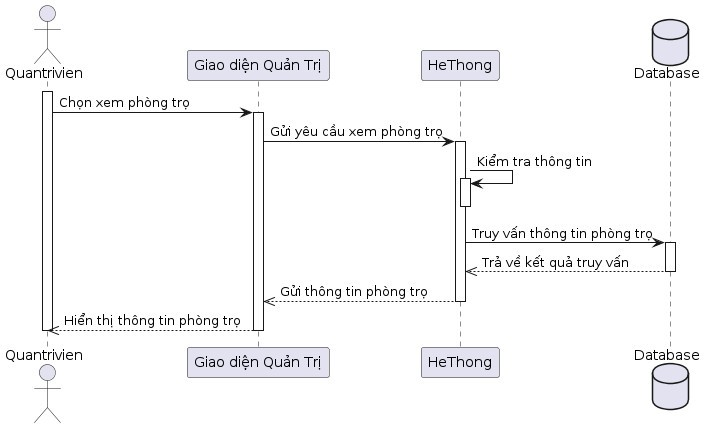 Quantrivien
Giao diện Quản Trị
HeThong
Database
Chọn xem phòng trọ
Gửi yêu cầu xem phòng trọ
Kiểm tra thông tin
Truy vấn thông tin phòng trọ
Trả về kết quả truy vấn
Gửi thông tin phòng trọ
Hiển thị thông tin phòng trọ
Quantrivien
Giao diện Quản Trị
HeThong
Database